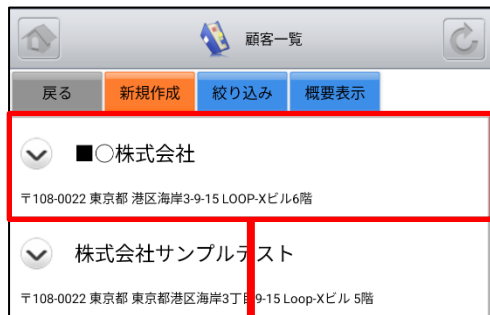 顧客一覧
戻る 新規作成 絞り込み 概要表示
■○株式会社
〒108-0022 東京都 港区海岸3-9-15 LOOP-Xビル6階
株式会社サンプルテスト
〒108-0022 東京都 東京都港区海岸3丁目9-15 Loop-Xビル 5階